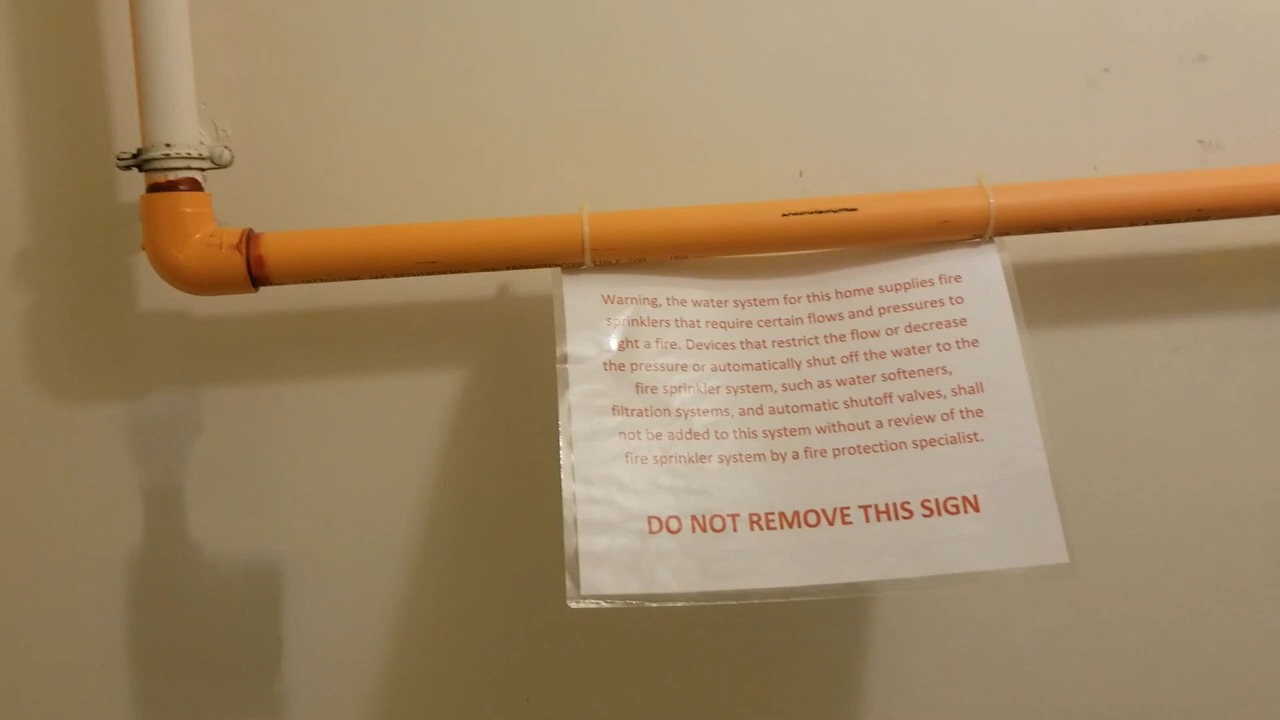 Warning, the water system for this home supplies fire
sprinklers that require certain flows and pressures to
fight a fire. Devices that restrict the flow or decrease
the pressure or automatically shut off the water to the
fire sprinkler system, such as water softeners,
filtration systems, and automatic shutoff valves, shall
not be added to this system without a review of the
fire sprinkler system by a fire protection specialist.
DO NOT REMOVE THIS SIGN